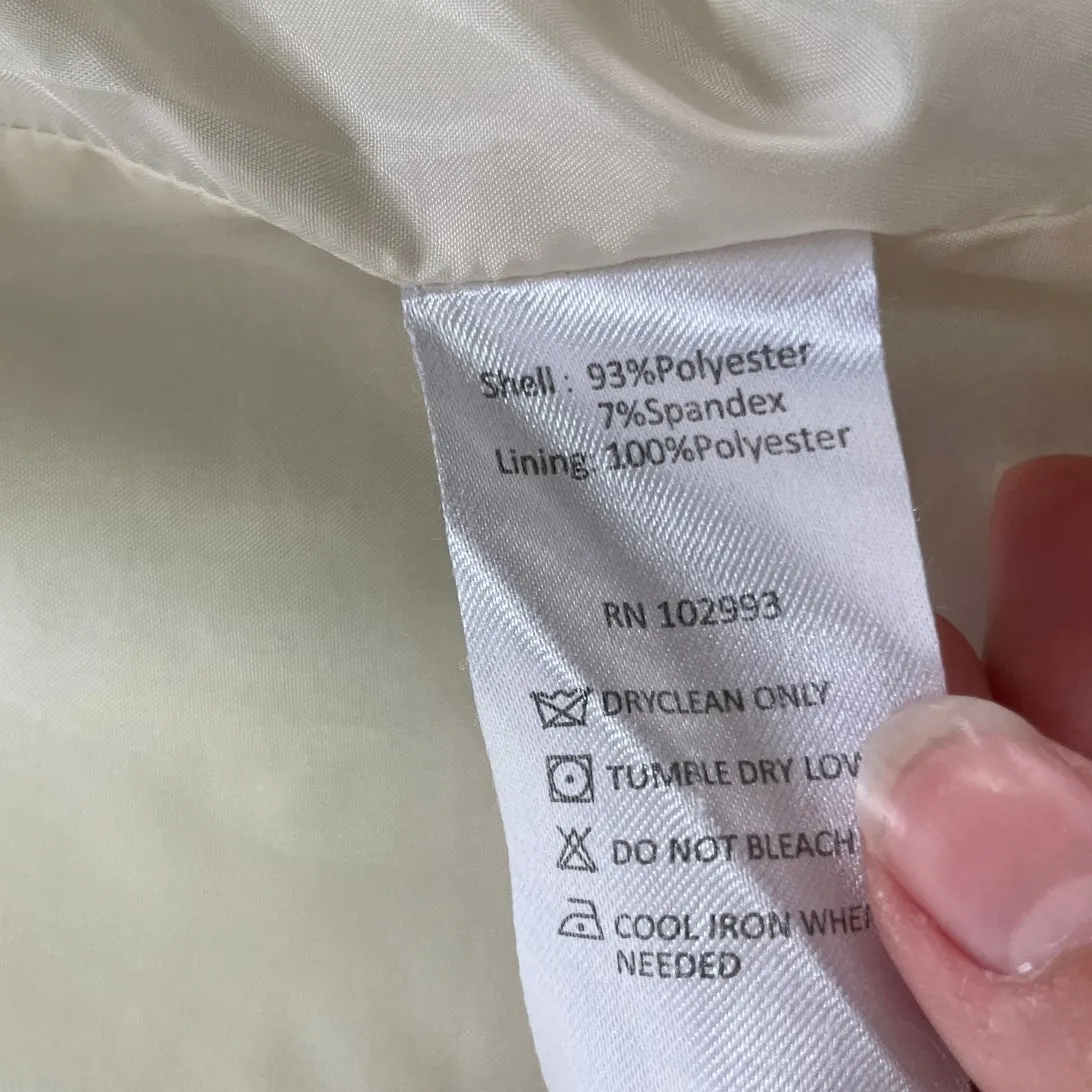 Shell : 93%Polyester
7%Spandex
Lining: 100%Polyester
RN 102993
DRYCLEAN ONLY
TUMBLE DRY LOW
DO NOT BLEACH
COOL IRON WHEN
NEEDED